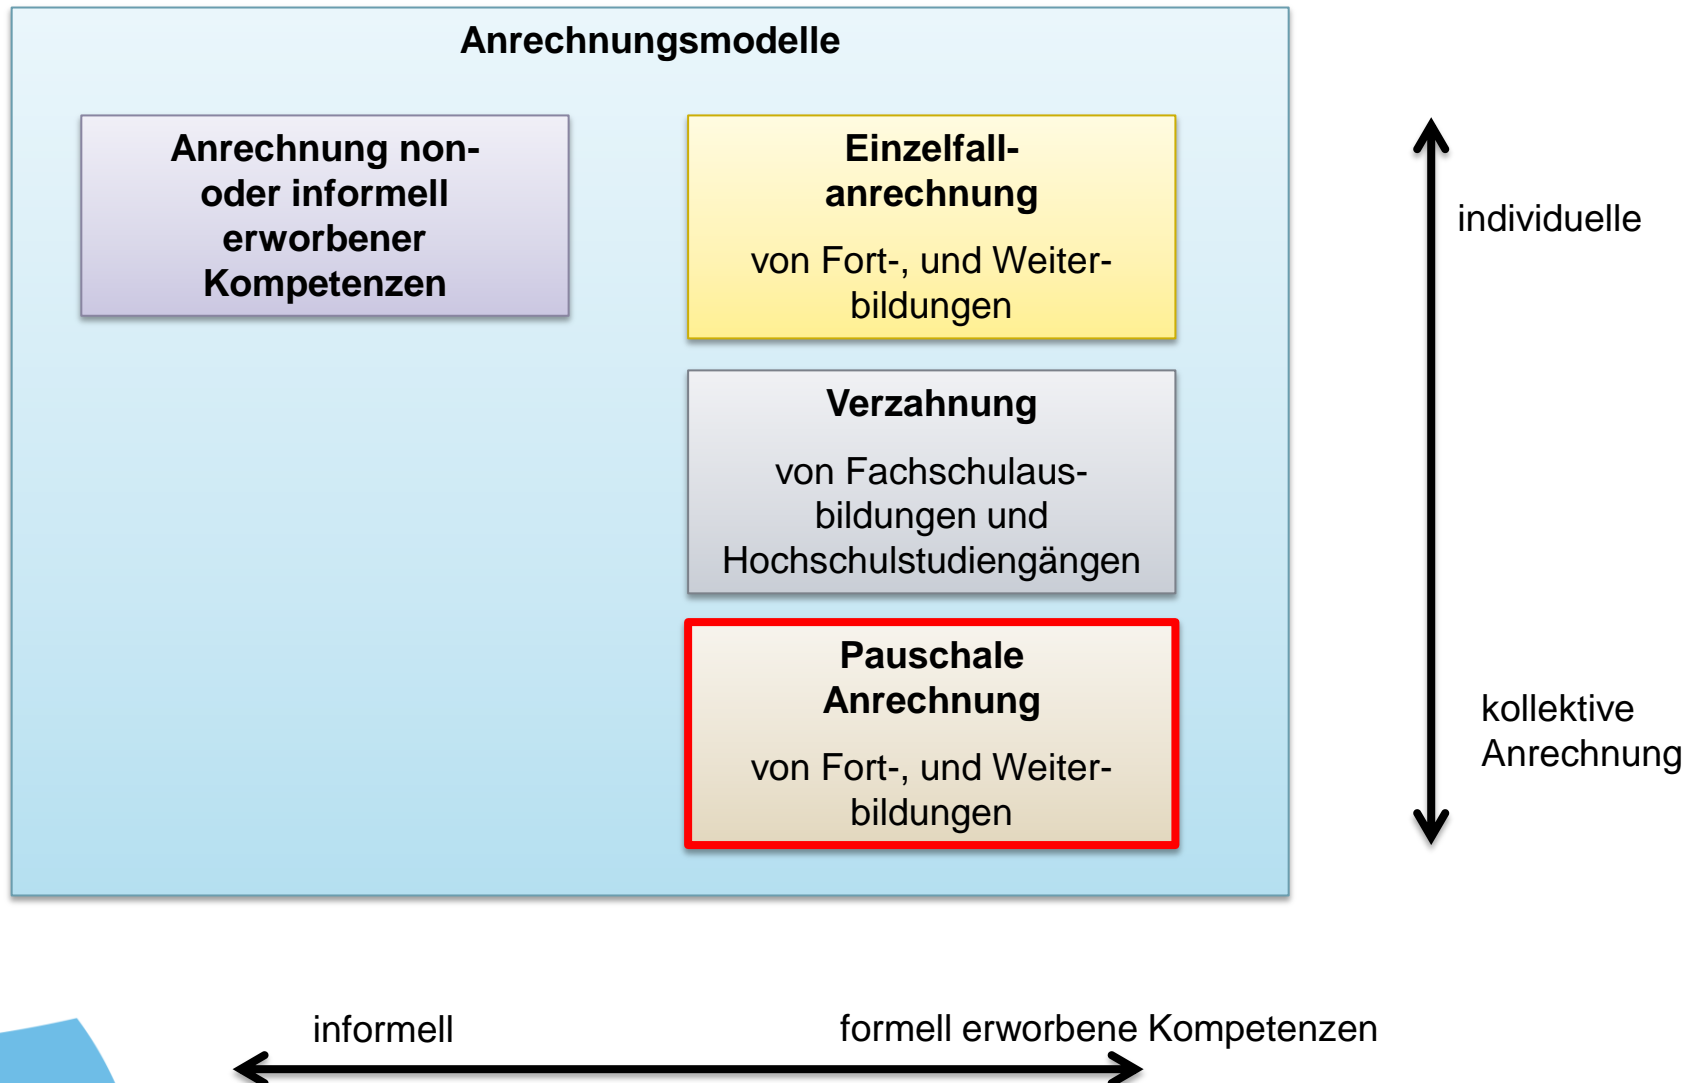 Anrechnungsmodelle
Anrechnung non-
oder informell
erworbener
Kompetenzen
Einzelfall-
anrechnung
von Fort-, und Weiter-
bildungen
Verzahnung
von Fachschulaus-
bildungen und
Hochschulstudiengängen
Pauschale
Anrechnung
von Fort-, und Weiter-
bildungen
individuelle
kollektive
Anrechnung
informell
formell erworbene Kompetenzen